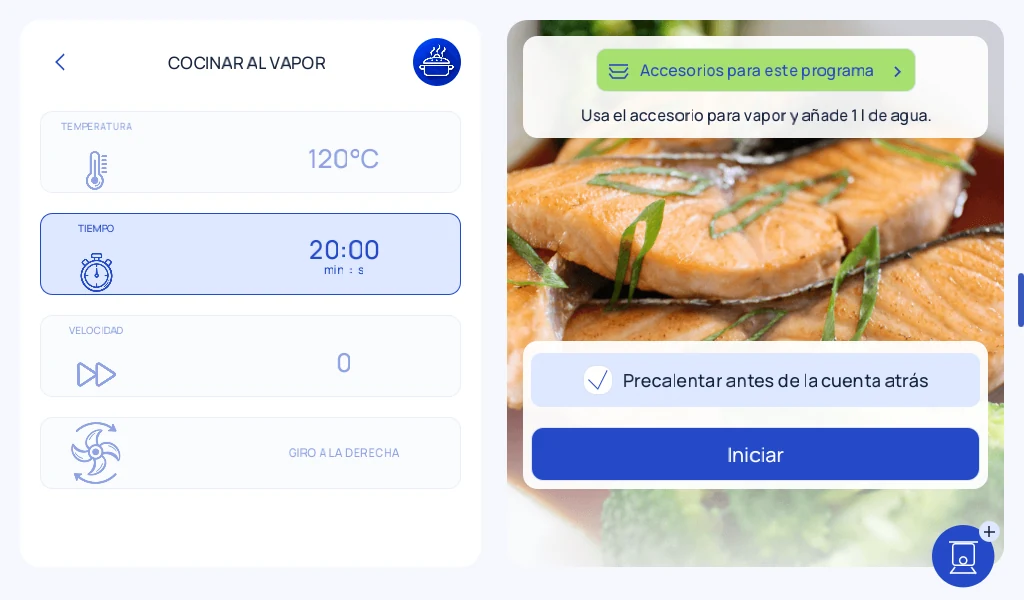 COCINAR AL VAPOR
TEMPERATURA
120°C
TIEMPO
20:00
min : s
VELOCIDAD
0
GIRO A LA DERECHA
Accesorios para este programa
Usa el accesorio para vapor y añade 1 l de agua.
Precalentar antes de la cuenta atrás
Iniciar